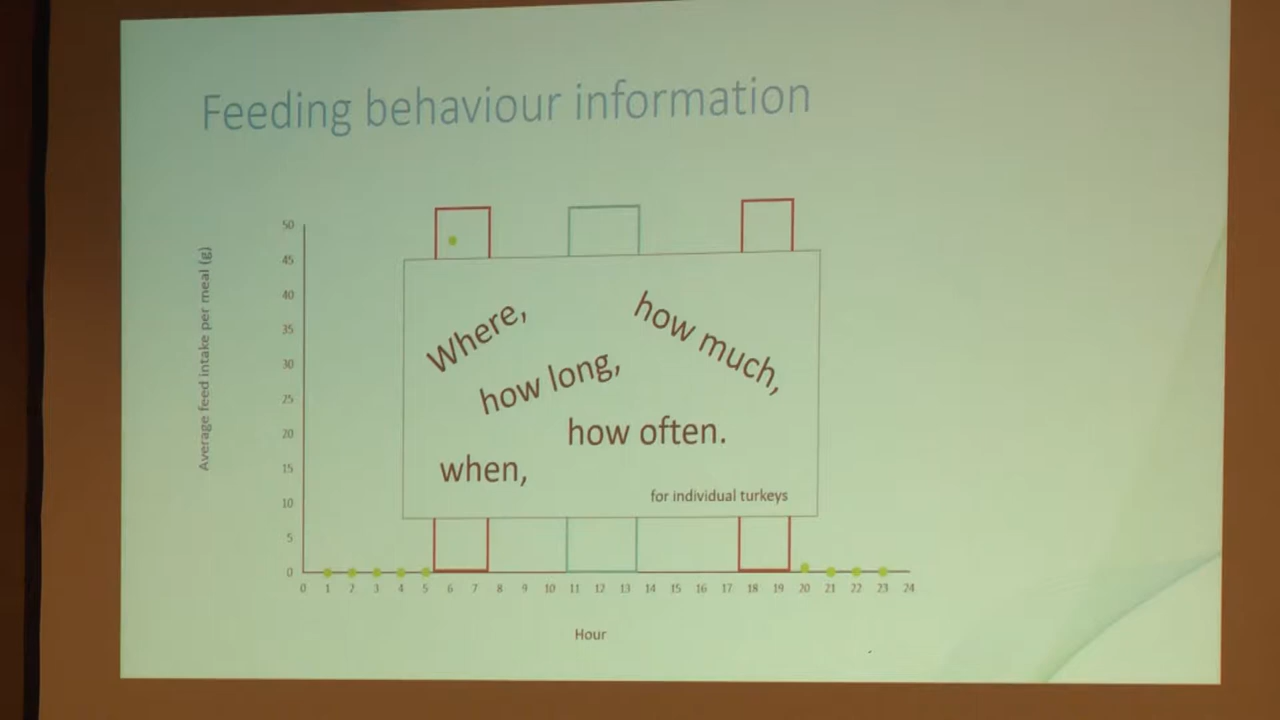 Feeding behaviour information
Average feed intake per meal (g)
50
45
40
35
30
25
20
15
10
5
0
Where,
how much,
how long,
how often.
when,
for individual turkeys
0 1 2 3 4 5 6 7 8 9 10 11 12 13 14 15 16 17 18 19 20 21 22 23 24
Hour